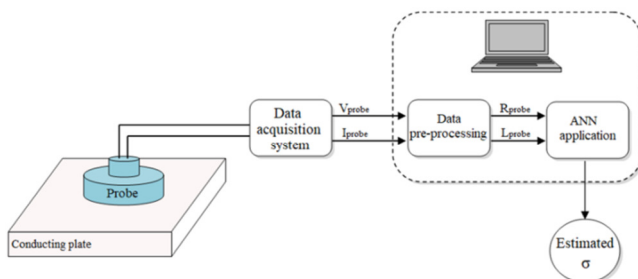 Data
acquisition
system
Vprobe
Iprobe
Data
pre-processing
Rprobe
Lprobe
ANN
application
Probe
Conducting plate
Estimated
σ